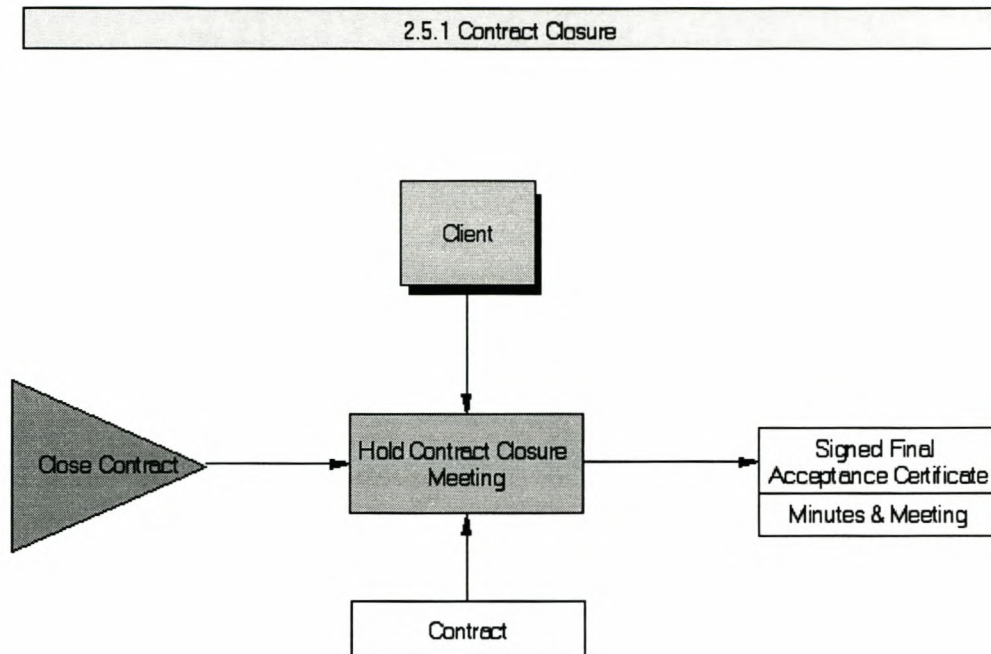 2.5.1 Contract Closure
Client
Close Contract
Hold Contract Closure
Meeting
Signed Final
Acceptance Certificate
Minutes & Meeting
Contract